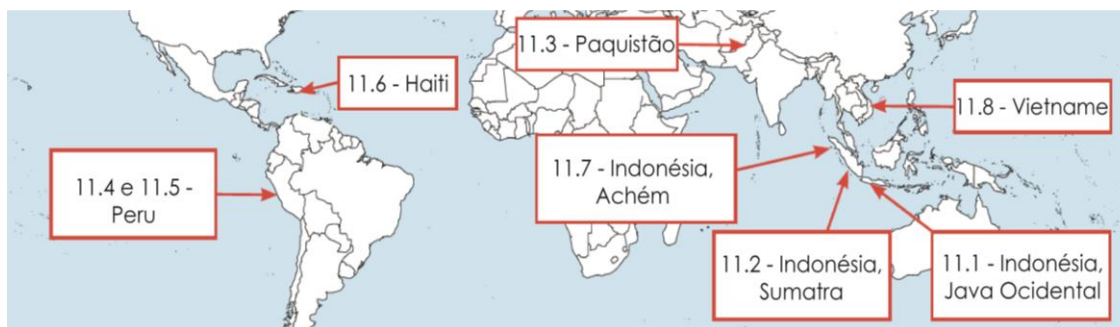 11.3 - Paquistão
11.6 - Haiti
11.8 - Vietname
11.4 e 11.5 -
Peru
11.7 - Indonésia,
Achém
11.2 - Indonésia,
Sumatra
11.1 - Indonésia,
Java Ocidental